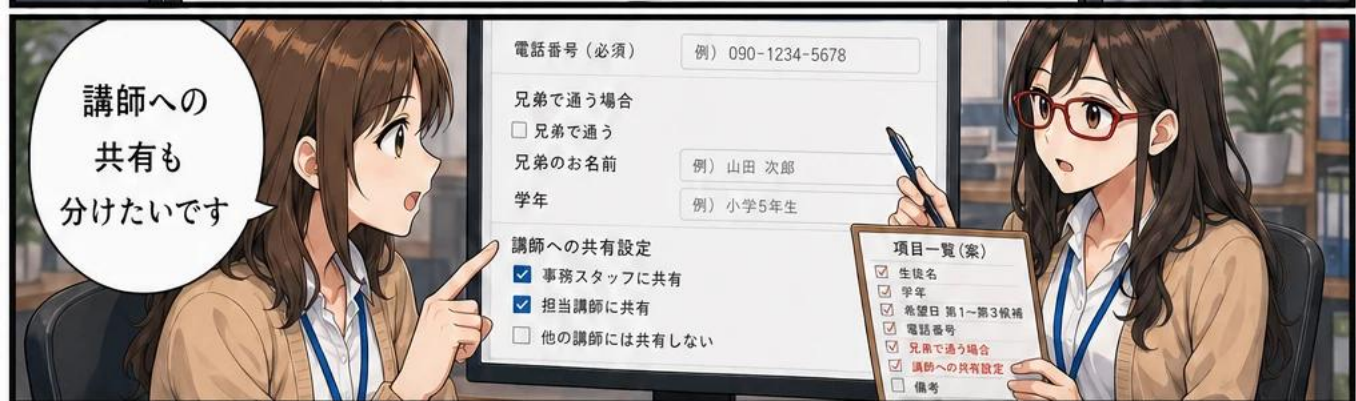 講師への
共有も
分けたいです
電話番号（必須）
例）090-1234-5678
兄弟で通う場合
兄弟で通う
兄弟のお名前
例）山田 次郎
学年
例）小学5年生
講師への共有設定
事務スタッフに共有
担当講師に共有
他の講師には共有しない
項目一覧（案）
生徒名
学年
希望日 第1〜第3候補
電話番号
兄弟で通う場合
講師への共有設定
備考